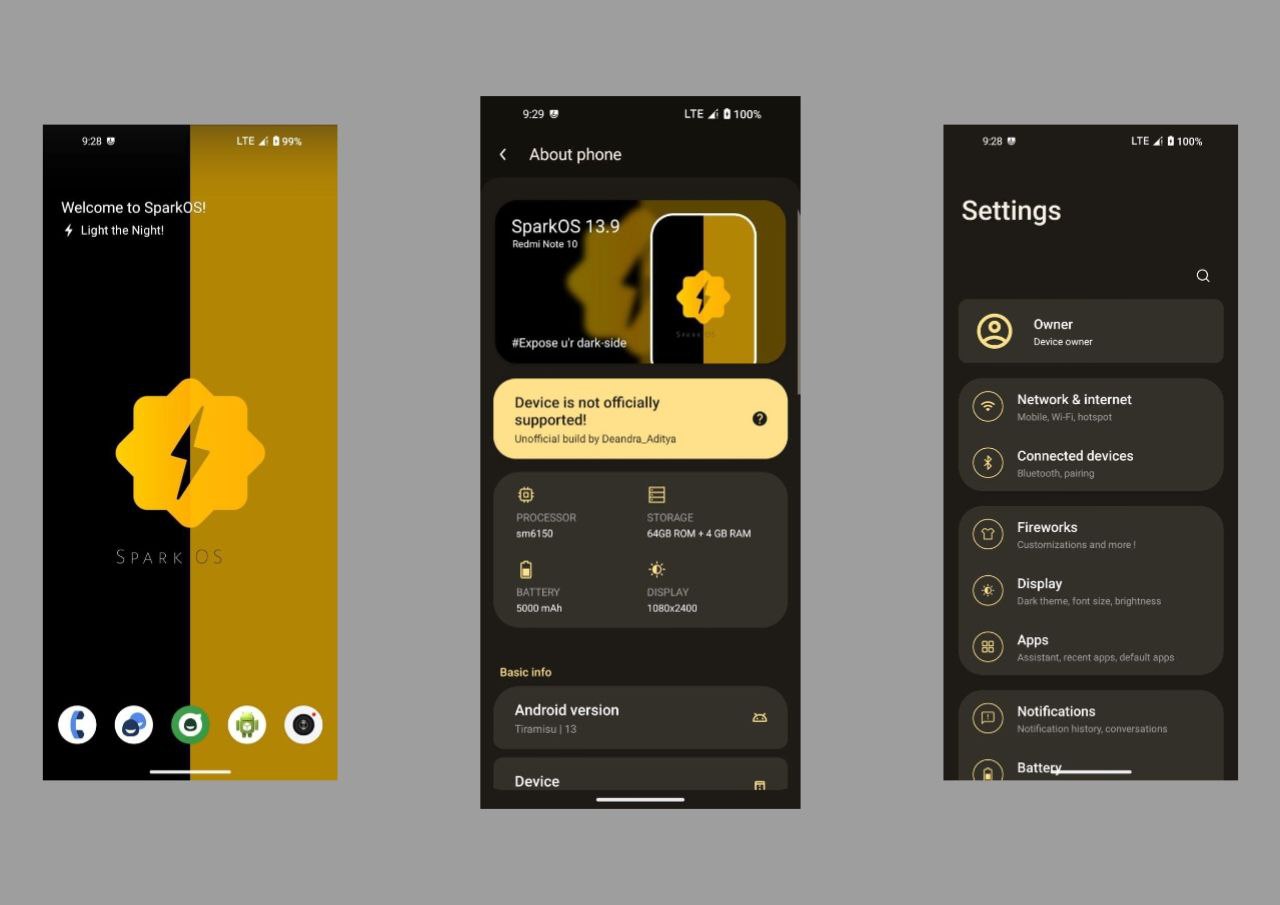 9:28
LTE
99%
Welcome to SparkOS!
Light the Night!
SPARK OS
9:29
LTE
100%
About phone
SparkOS 13.9
Redmi Note 10
SPARK OS
#Expose u'r dark-side
Device is not officially
supported!
Unofficial build by Deandra_Aditya
PROCESSOR
sm6150
STORAGE
64GB ROM + 4 GB RAM
BATTERY
5000 mAh
DISPLAY
1080x2400
Basic info
Android version
Tiramisu | 13
Device
9:28
LTE
100%
Settings
Owner
Device owner
Network & internet
Mobile, Wi-Fi, hotspot
Connected devices
Bluetooth, pairing
Fireworks
Customizations and more !
Display
Dark theme, font size, brightness
Apps
Assistant, recent apps, default apps
Notifications
Notification history, conversations
Battery